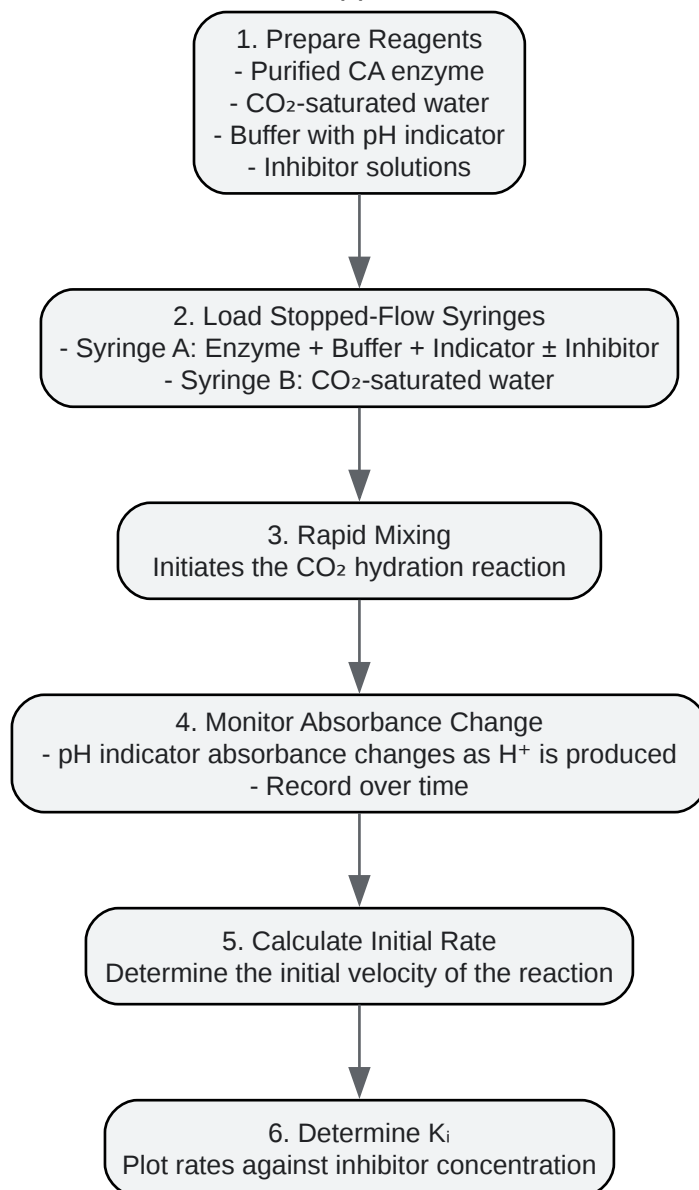 1. Prepare Reagents
- Purified CA enzyme
- CO₂-saturated water
- Buffer with pH indicator
- Inhibitor solutions
2. Load Stopped-Flow Syringes
- Syringe A: Enzyme + Buffer + Indicator ± Inhibitor
- Syringe B: CO₂-saturated water
3. Rapid Mixing
Initiates the CO₂ hydration reaction
4. Monitor Absorbance Change
- pH indicator absorbance changes as H⁺ is produced
- Record over time
5. Calculate Initial Rate
Determine the initial velocity of the reaction
6. Determine Kᵢ
Plot rates against inhibitor concentration